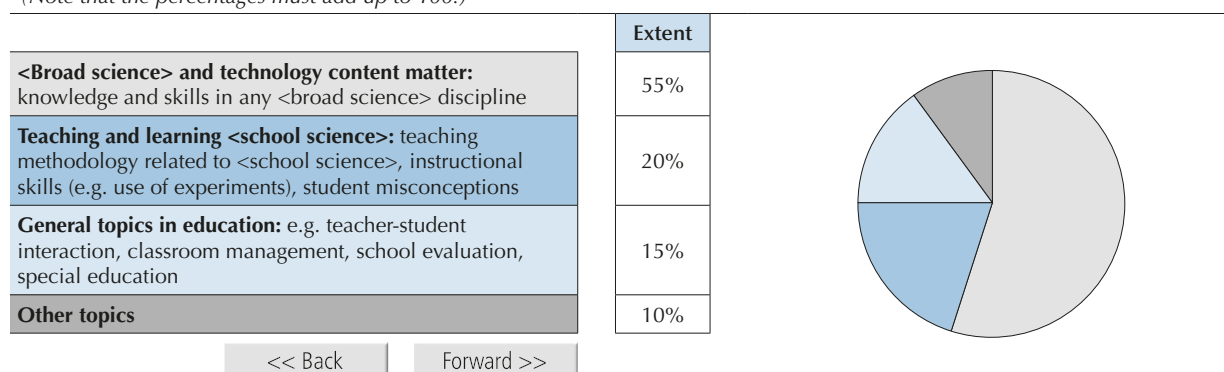 (Note that the percentages must add up to 100.)
Extent
<Broad science> and technology content matter:
knowledge and skills in any <broad science> discipline
55%
Teaching and learning <school science>: teaching
methodology related to <school science>, instructional
skills (e.g. use of experiments), student misconceptions
20%
General topics in education: e.g. teacher-student
interaction, classroom management, school evaluation,
special education
15%
Other topics
10%
<< Back
Forward >>